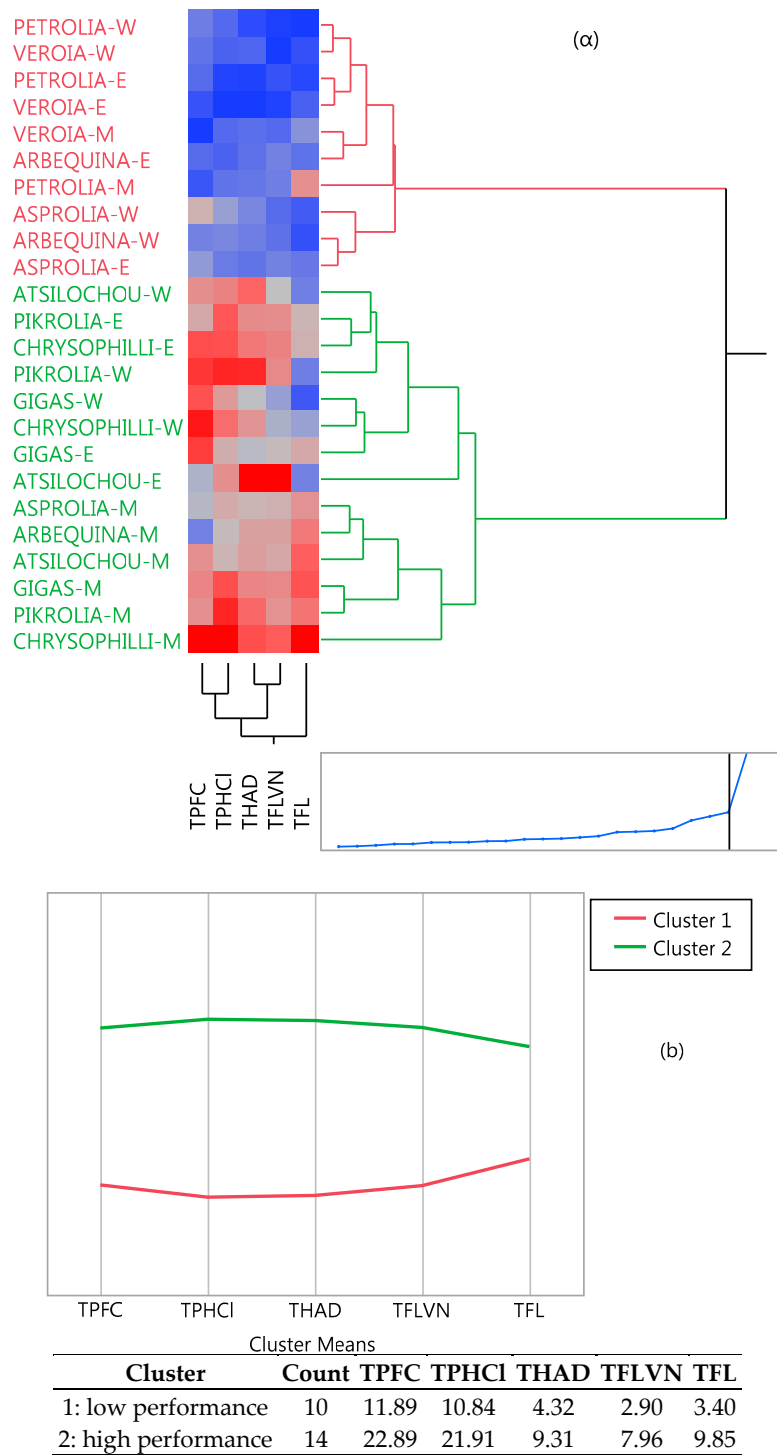 PETROLIA-W
(α)
VEROIA-W
PETROLIA-E
VEROIA-E
VEROIA-M
ARBEQUINA-E
PETROLIA-M
ASPROLIA-W
ARBEQUINA-W
ASPROLIA-E
ATSILOCHOU-W
PIKROLIA-E
CHRYSOPHILLI-E
PIKROLIA-W
GIGAS-W
CHRYSOPHILLI-W
GIGAS-E
ATSILOCHOU-E
ASPROLIA-M
ARBEQUINA-M
ATSILOCHOU-M
GIGAS-M
PIKROLIA-M
CHRYSOPHILLI-M
TPFC
TPHCl
THAD
TFLVN
TFL
Cluster 1
Cluster 2
(b)
TPFC TPHCl THAD TFLVN TFL
Cluster Means
Cluster Count TPFC TPHCl THAD TFLVN TFL
1: low performance 10 11.89 10.84 4.32 2.90 3.40
2: high performance 14 22.89 21.91 9.31 7.96 9.85